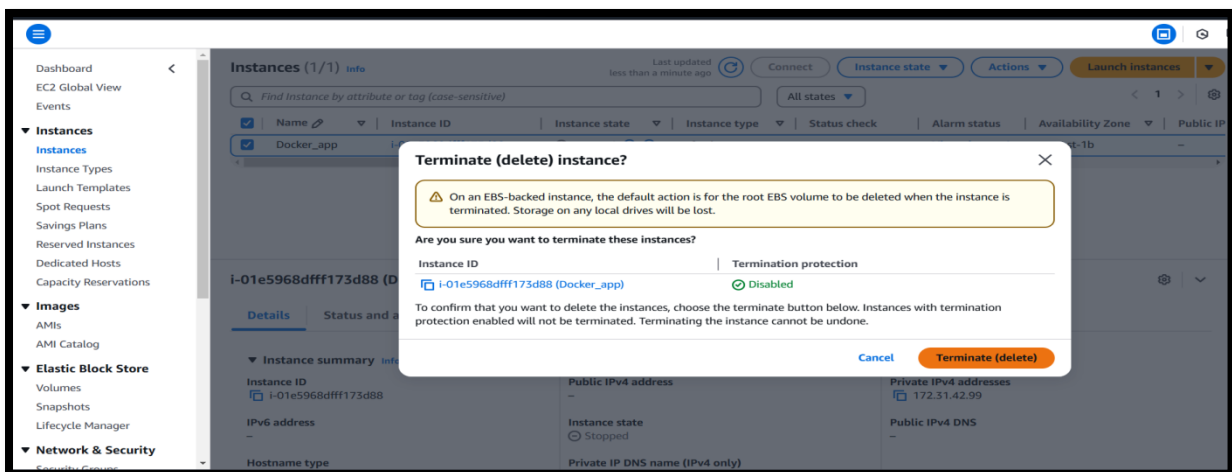 Dashboard
EC2 Global View
Events
Instances
Instances
Instance Types
Launch Templates
Spot Requests
Savings Plans
Reserved Instances
Dedicated Hosts
Capacity Reservations
Images
AMIs
AMI Catalog
Elastic Block Store
Volumes
Snapshots
Lifecycle Manager
Network & Security
Security Groups
Instances (1/1) Info
Last updated
less than a minute ago
Connect
Instance state
Actions
Launch instances
Find Instance by attribute or tag (case-sensitive)
All states
1
Name
Instance ID
Instance state
Instance type
Status check
Alarm status
Availability Zone
Public IP
Docker_app
st-1b
–
Terminate (delete) instance?
On an EBS-backed instance, the default action is for the root EBS volume to be deleted when the instance is
terminated. Storage on any local drives will be lost.
Are you sure you want to terminate these instances?
Instance ID
Termination protection
i-01e5968dfff173d88 (Docker_app)
Disabled
To confirm that you want to delete the instances, choose the terminate button below. Instances with termination
protection enabled will not be terminated. Terminating the instance cannot be undone.
Cancel
Terminate (delete)
i-01e5968dfff173d88 (D
Details
Status and a
Instance summary Info
Instance ID
i-01e5968dfff173d88
Public IPv4 address
–
Private IPv4 addresses
172.31.42.99
IPv6 address
–
Instance state
Stopped
Public IPv4 DNS
–
Hostname type
Private IP DNS name (IPv4 only)